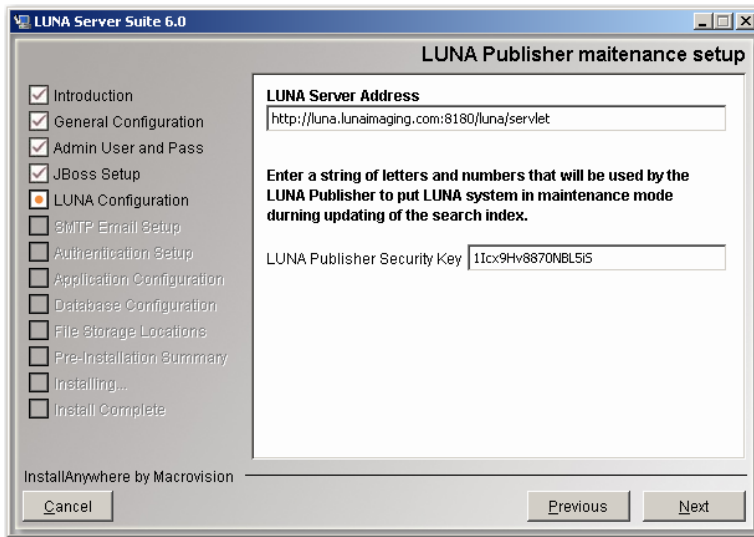 LUNA Server Suite 6.0
LUNA Publisher maitenance setup
Introduction
General Configuration
Admin User and Pass
JBoss Setup
LUNA Configuration
SMTP Email Setup
Authentication Setup
Application Configuration
Database Configuration
File Storage Locations
Pre-Installation Summary
Installing...
Install Complete
LUNA Server Address
http://luna.lunaimaging.com:8180/luna/servlet
Enter a string of letters and numbers that will be used by the
LUNA Publisher to put LUNA system in maintenance mode
durning updating of the search index.
LUNA Publisher Security Key 1Icx9Hv8870NBL5iS
InstallAnywhere by Macrovision
Cancel
Previous
Next